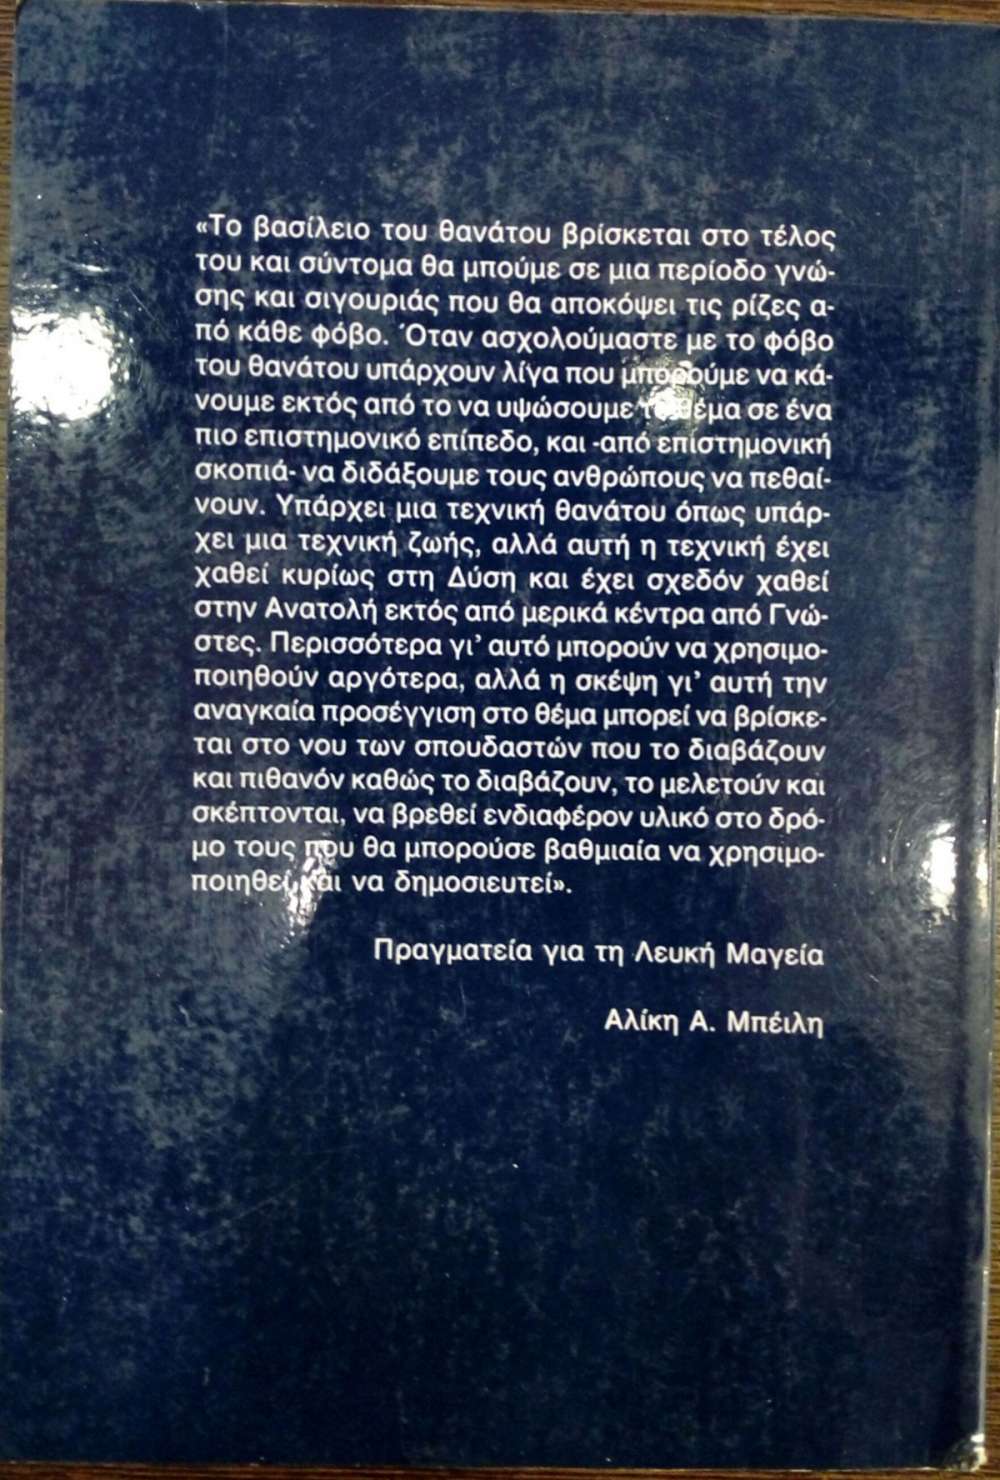 «Το βασίλειο του θανάτου βρίσκεται στο τέλος
του και σύντομα θα μπούμε σε μια περίοδο γνώ-
σης και σιγουριάς που θα αποκόψει τις ρίζες α-
πό κάθε φόβο. Όταν ασχολούμαστε με το φόβο
του θανάτου υπάρχουν λίγα που μπορούμε να κά-
νουμε εκτός από το να υψώσουμε το θέμα σε ένα
πιο επιστημονικό επίπεδο, και -από επιστημονική
σκοπιά- να διδάξουμε τους ανθρώπους να πεθαί-
νουν. Υπάρχει μια τεχνική θανάτου όπως υπάρ-
χει μια τεχνική ζωής, αλλά αυτή η τεχνική έχει
χαθεί κυρίως στη Δύση και έχει σχεδόν χαθεί
στην Ανατολή εκτός από μερικά κέντρα από Γνώ-
στες. Περισσότερα γι' αυτό μπορούν να χρησιμο-
ποιηθούν αργότερα, αλλά η σκέψη γι' αυτή την
αναγκαία προσέγγιση στο θέμα μπορεί να βρίσκε-
ται στο νου των σπουδαστών που το διαβάζουν
και πιθανόν καθώς το διαβάζουν, το μελετούν και
σκέπτονται, να βρεθεί ενδιαφέρον υλικό στο δρό-
μο τους που θα μπορούσε βαθμιαία να χρησιμο-
ποιηθεί και να δημοσιευτεί».
Πραγματεία για τη Λευκή Μαγεία
Αλίκη Α. Μπέιλη